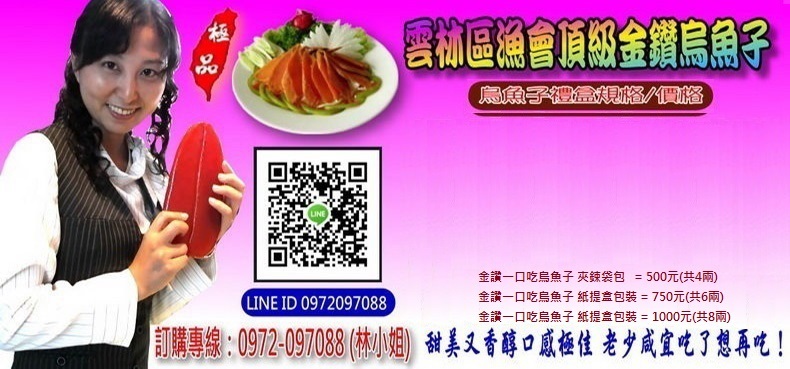 極品
雲林區漁會頂級金鑽烏魚子
烏魚子禮盒規格/價格
LINE
LINE ID 0972097088
金讚一口吃烏魚子 夾鍊袋包 = 500元(共4兩)
金讚一口吃烏魚子 紙提盒包裝 = 750元(共6兩)
金讚一口吃烏魚子 紙提盒包裝 = 1000元(共8兩)
訂購專線：0972-097088 (林小姐)
甜美又香醇口感極佳 老少咸宜吃了想再吃！